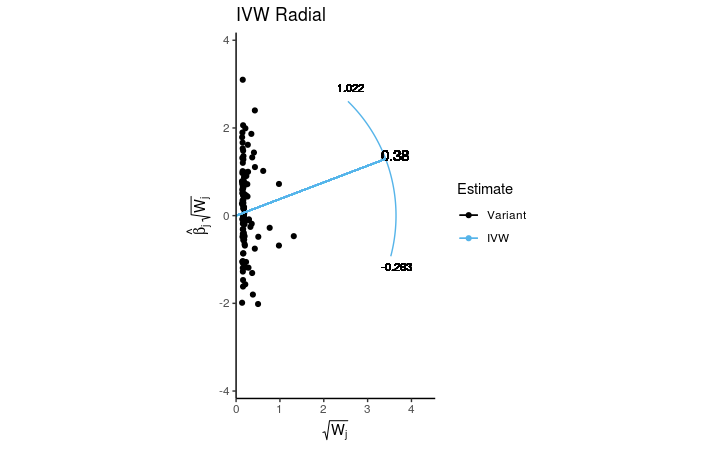 IVW Radial
4
2
0
-2
-4
β̂j√Wj
1.022
0.38
-0.263
0 1 2 3 4
√Wj
Estimate
Variant
IVW